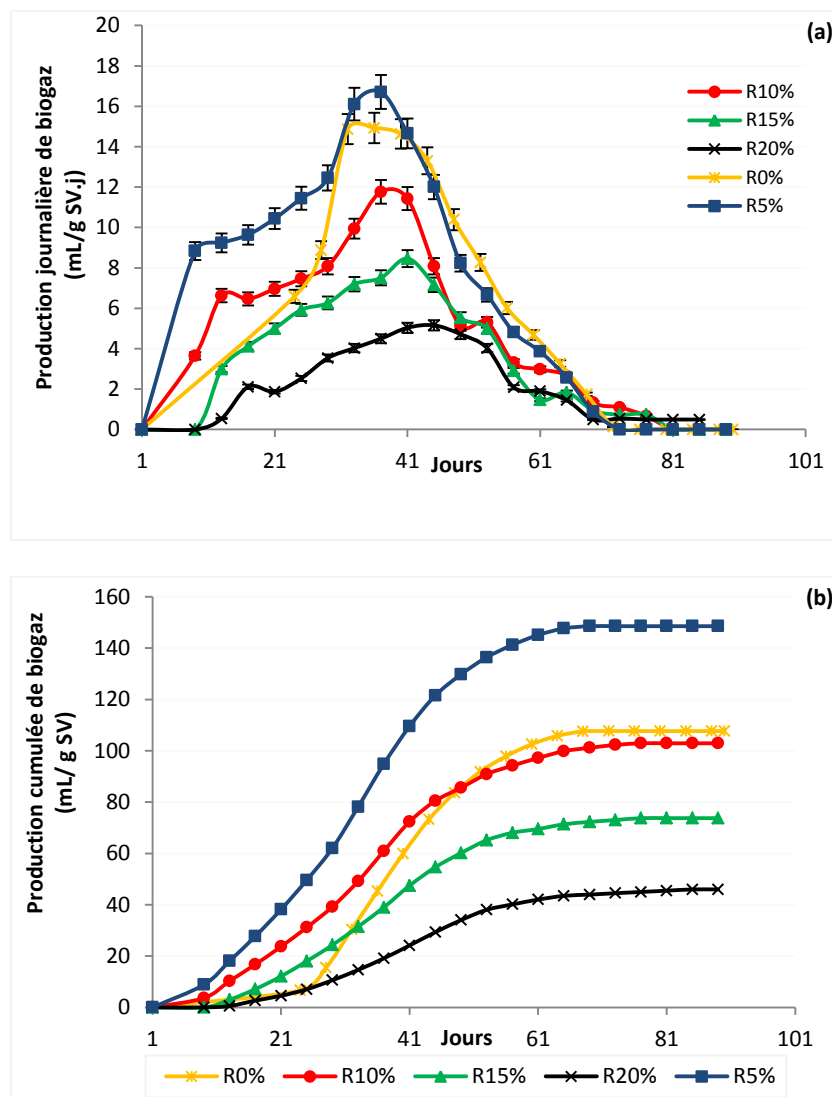 (a)
Production journalière de biogaz
(mL/g SV.j)
20
18
16
14
12
10
8
6
4
2
0
R10%
R15%
R20%
R0%
R5%
1
21
41
61
81
101
Jours
(b)
Production cumulée de biogaz
(mL/ g SV)
160
140
120
100
80
60
40
20
0
1
21
41
61
81
101
Jours
R0%
R10%
R15%
R20%
R5%